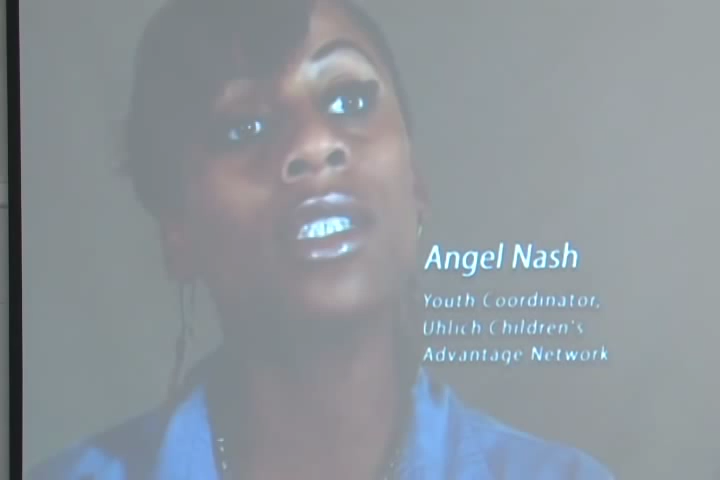 Angel Nash
Youth Coordinator,
Uhlich Children's
Advantage Network